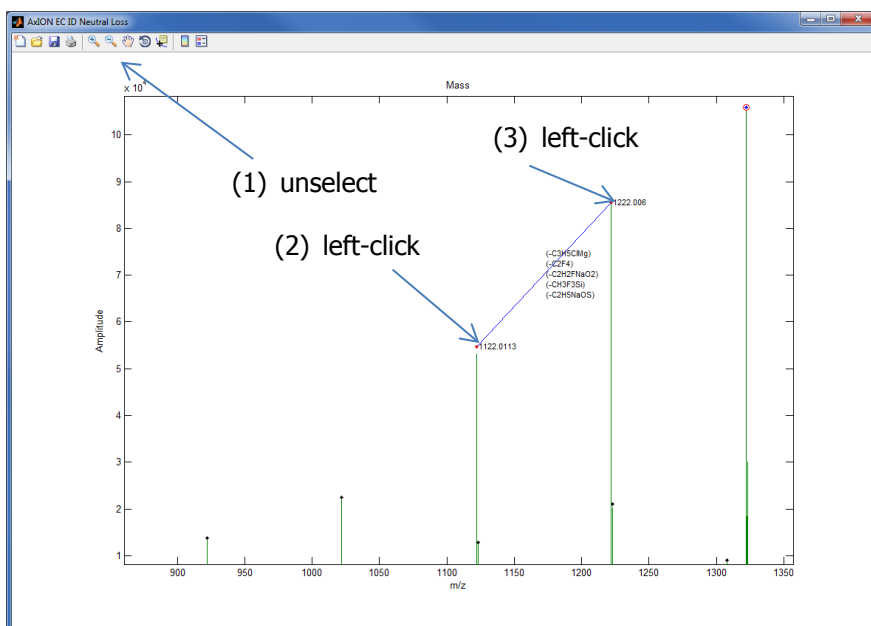 AxION EC ID Neutral Loss
x 10^4
Mass
10
9
8
7
6
5
4
3
2
1
Amplitude
(1) unselect
(2) left-click
(3) left-click
1222.006
(-C3H5ClMg)
(-C2F4)
(-C2H2FNaO2)
(-CH3F3Si)
(-C2H5NaOS)
1122.0113
900
950
1000
1050
1100
1150
1200
1250
1300
1350
m/z